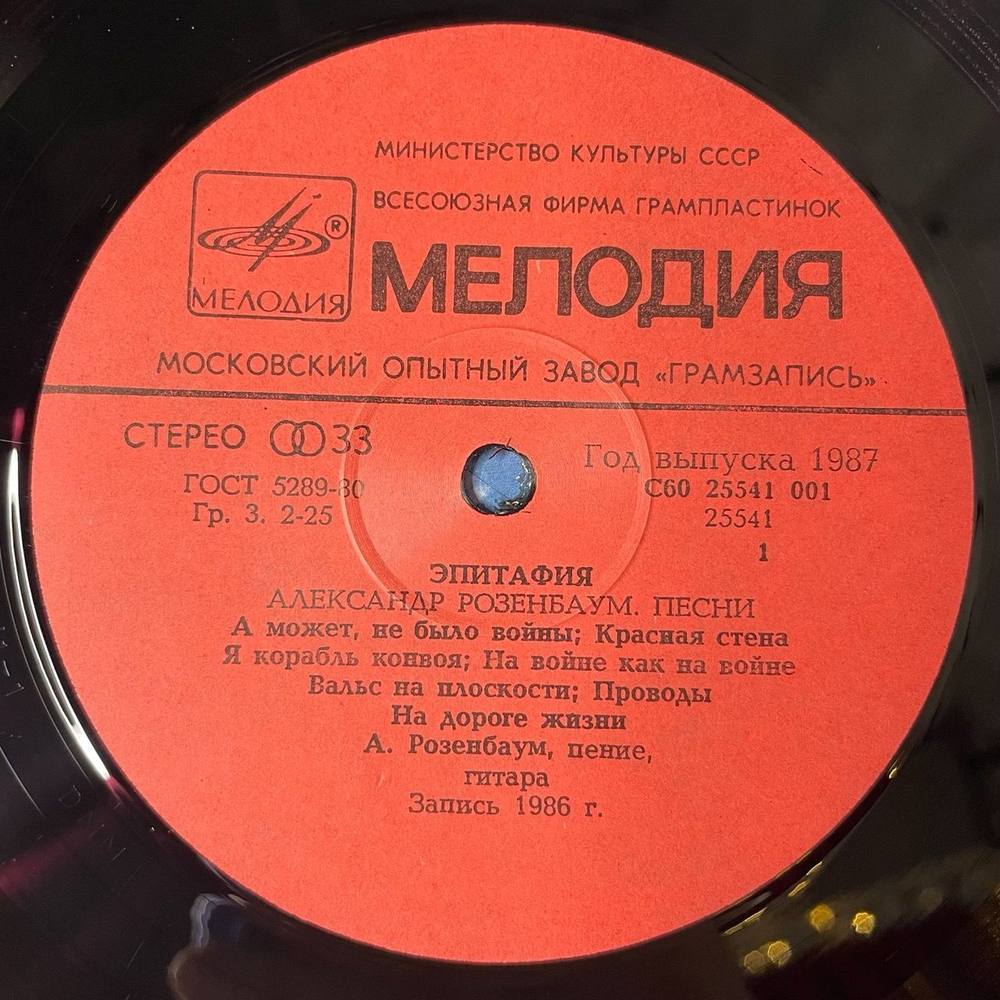 МИНИСТЕРСТВО КУЛЬТУРЫ СССР
ВСЕСОЮЗНАЯ ФИРМА ГРАМПЛАСТИНОК
МЕЛОДИЯ ®
МЕЛОДИЯ
МОСКОВСКИЙ ОПЫТНЫЙ ЗАВОД «ГРАМЗАПИСЬ»
СТЕРЕО 33
ГОСТ 5289-80
Гр. 3. 2-25
Год выпуска 1987
С60 25541 001
25541
1
ЭПИТАФИЯ
АЛЕКСАНДР РОЗЕНБАУМ. ПЕСНИ
А может, не было войны; Красная стена
Я корабль конвоя; На войне как на войне
Вальс на плоскости; Проводы
На дороге жизни
А. Розенбаум, пение,
гитара
Запись 1986 г.